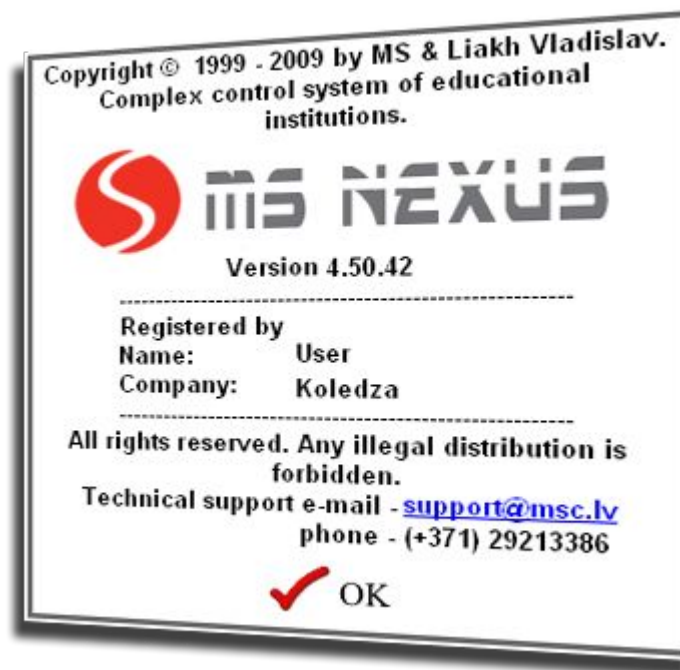 Copyright © 1999 - 2009 by MS & Liakh Vladislav.
Complex control system of educational
institutions.
MS NEXUS
Version 4.50.42
Registered by
Name: User
Company: Koledza
All rights reserved. Any illegal distribution is
forbidden.
Technical support e-mail - support@msc.lv
phone - (+371) 29213386
OK